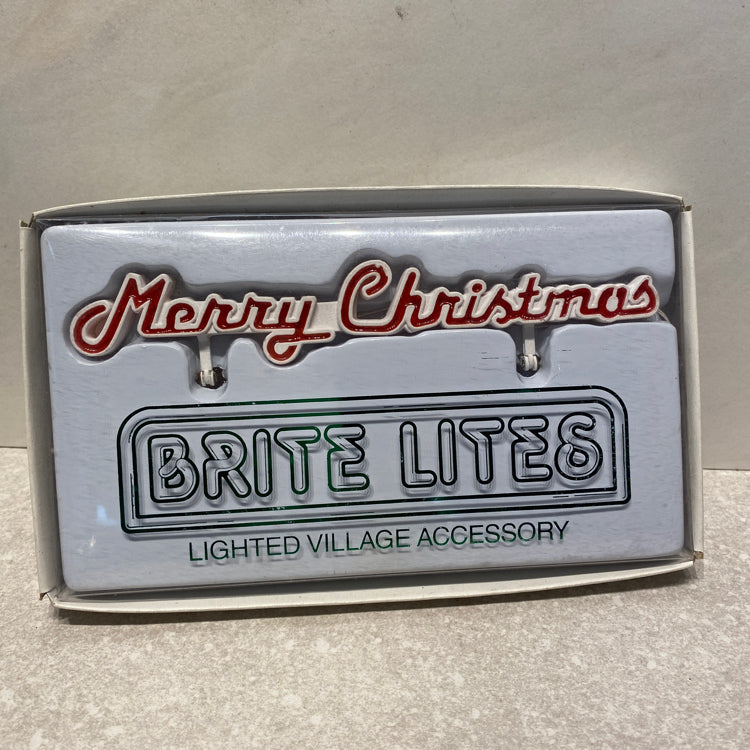 Merry Christmas
BRITE LITES
LIGHTED VILLAGE ACCESSORY